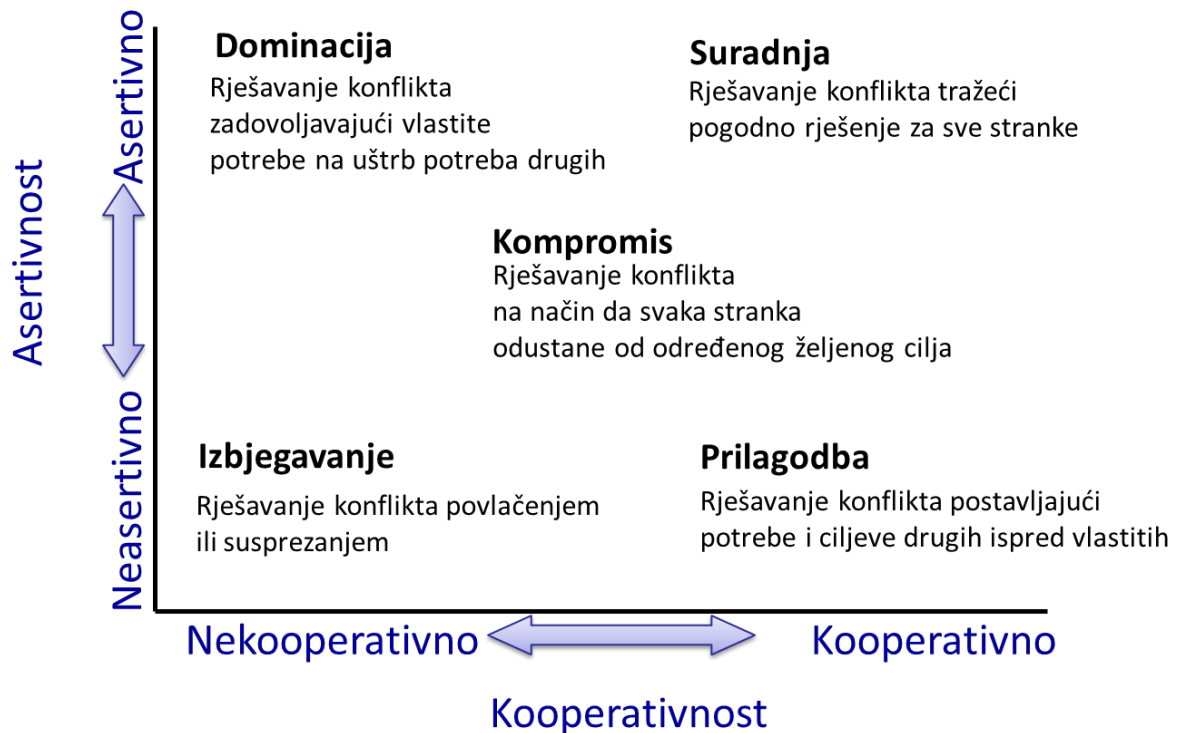 Asertivnost
Asertivno
Neasertivno
Dominacija
Rješavanje konflikta
zadovoljavajući vlastite
potrebe na uštrb potreba drugih
Suradnja
Rješavanje konflikta tražeći
pogodno rješenje za sve stranke
Kompromis
Rješavanje konflikta
na način da svaka stranka
odustane od određenog željenog cilja
Izbjegavanje
Rješavanje konflikta povlačenjem
ili susprezanjem
Prilagodba
Rješavanje konflikta postavljajući
potrebe i ciljeve drugih ispred vlastitih
Nekooperativno
Kooperativno
Kooperativnost